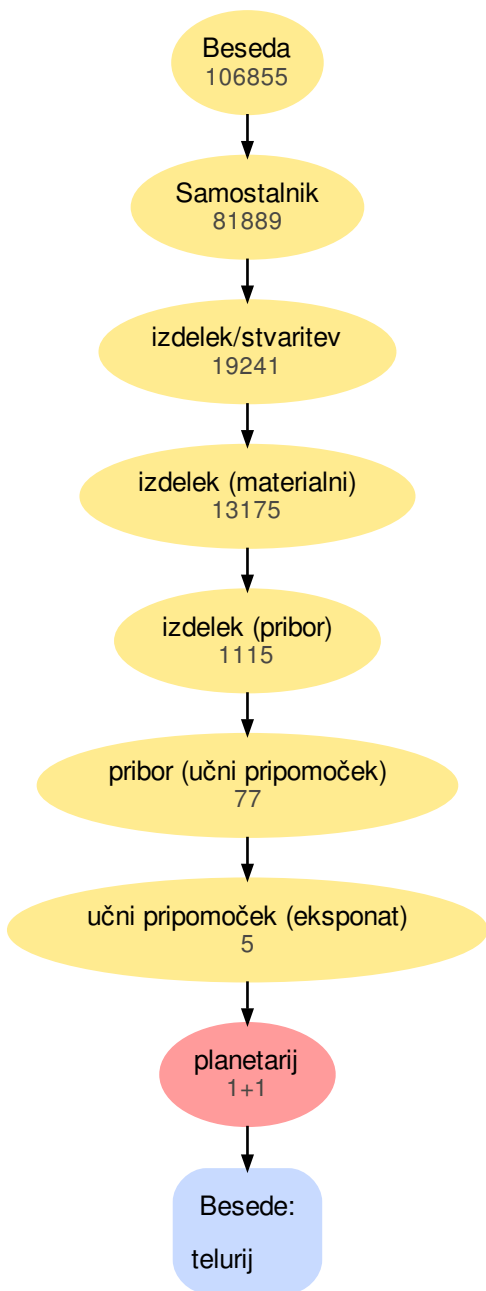 Beseda
106855
Samostalnik
81889
izdelek/stvaritev
19241
izdelek (materialni)
13175
izdelek (pribor)
1115
pribor (učni pripomoček)
77
učni pripomoček (eksponat)
5
planetarij
1+1
Besede:
telurij